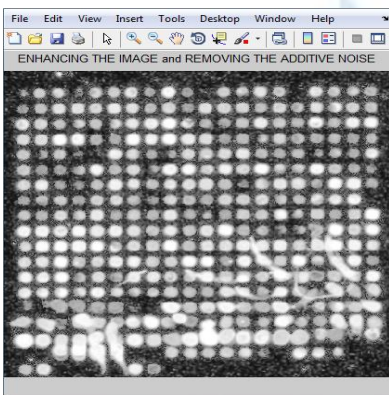 File Edit View Insert Tools Desktop Window Help
ENHANCING THE IMAGE and REMOVING THE ADDITIVE NOISE